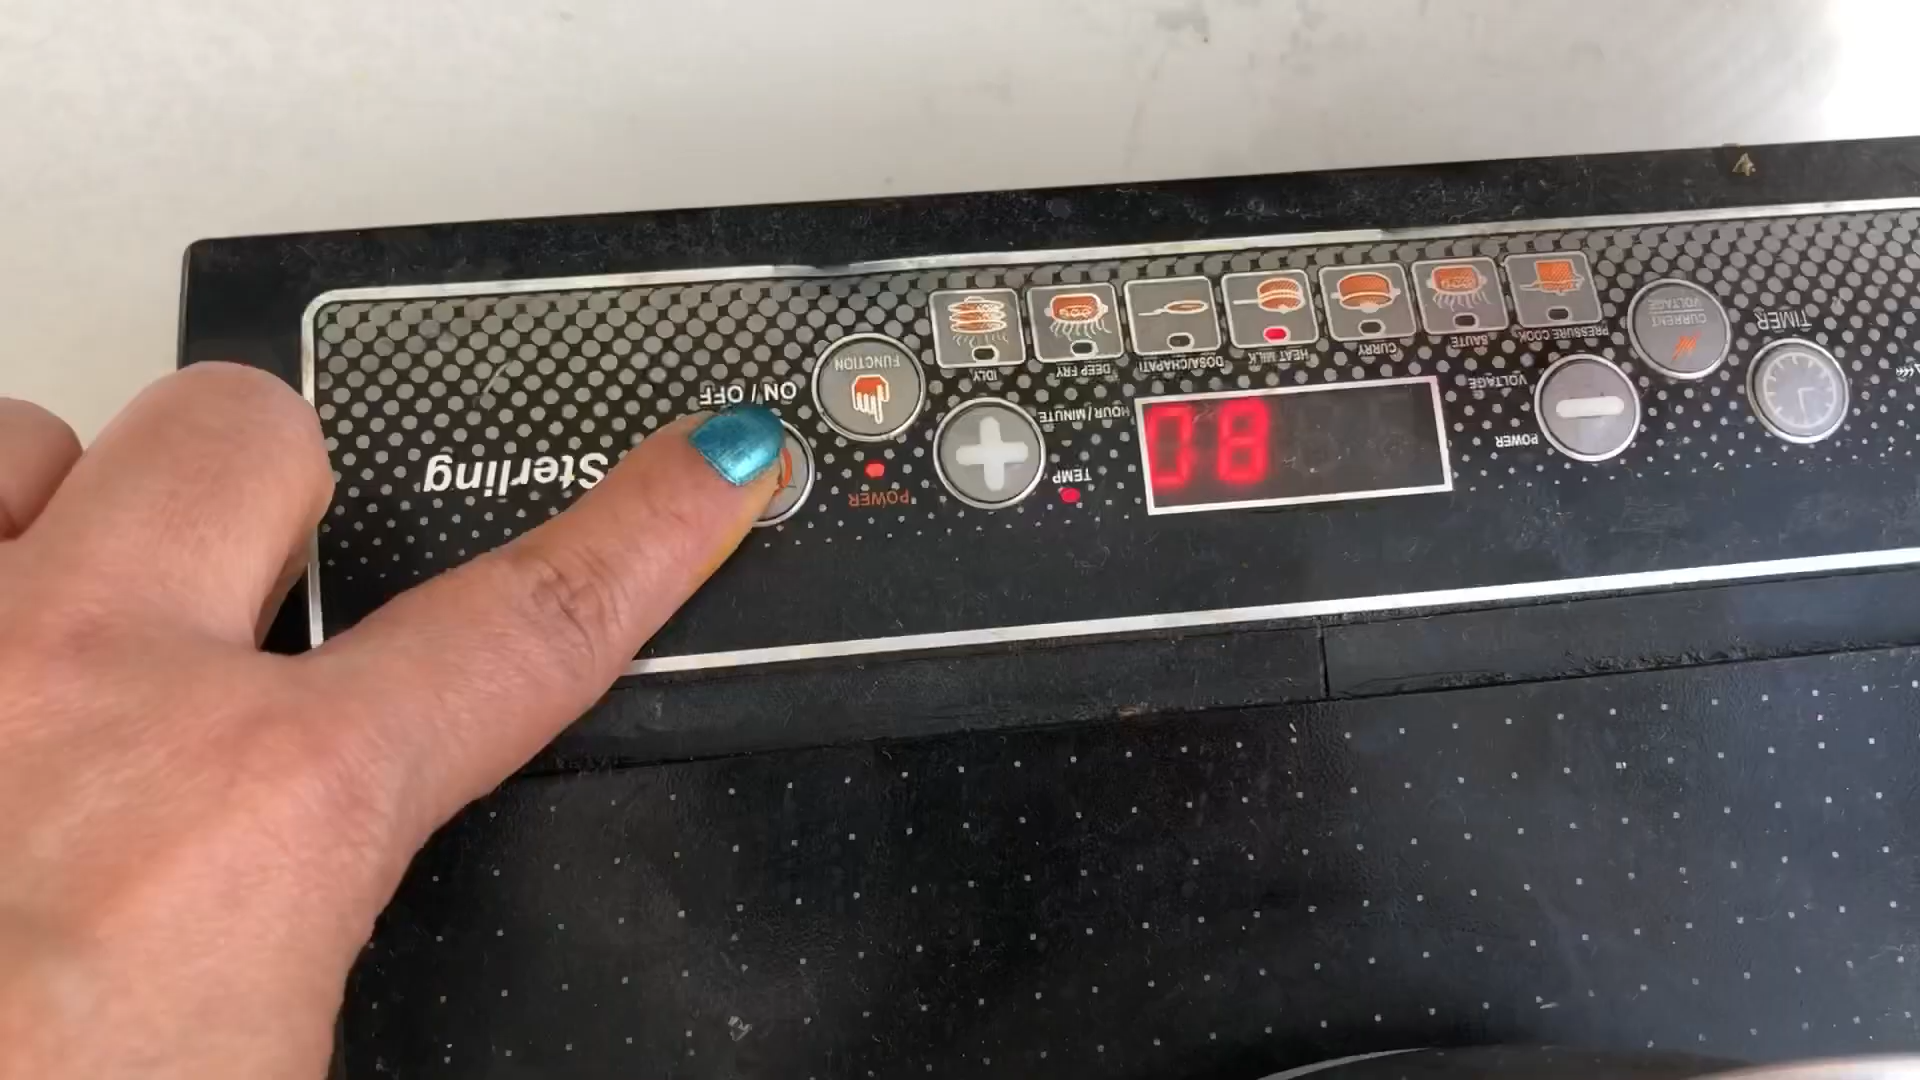 TIMER
CURRENT
VOLTAGE
POWER
VOLTAGE
80
TEMP
HOUR / MINUTE
POWER
FUNCTION
ON / OFF
Sterling
PRESSURE COOK
SAUTE
CURRY
HEAT MILK
DOSA/CHAPATI
DEEP FRY
IDLY